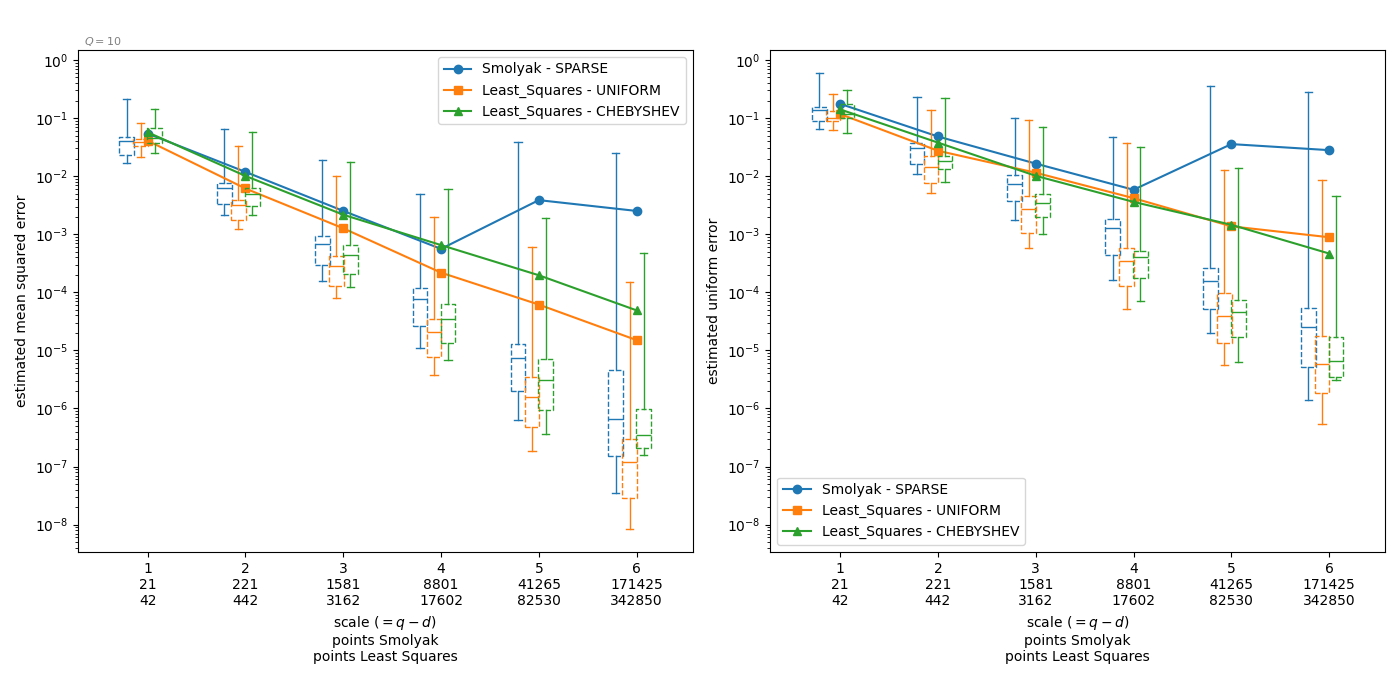 Q = 10
estimated mean squared error
10⁰
10⁻¹
10⁻²
10⁻³
10⁻⁴
10⁻⁵
10⁻⁶
10⁻⁷
10⁻⁸
Smolyak - SPARSE
Least_Squares - UNIFORM
Least_Squares - CHEBYSHEV
1 2 3 4 5 6
21 221 1581 8801 41265 171425
42 442 3162 17602 82530 342850
scale (= q − d)
points Smolyak
points Least Squares
estimated uniform error
10⁰
10⁻¹
10⁻²
10⁻³
10⁻⁴
10⁻⁵
10⁻⁶
10⁻⁷
10⁻⁸
Smolyak - SPARSE
Least_Squares - UNIFORM
Least_Squares - CHEBYSHEV
1 2 3 4 5 6
21 221 1581 8801 41265 171425
42 442 3162 17602 82530 342850
scale (= q − d)
points Smolyak
points Least Squares